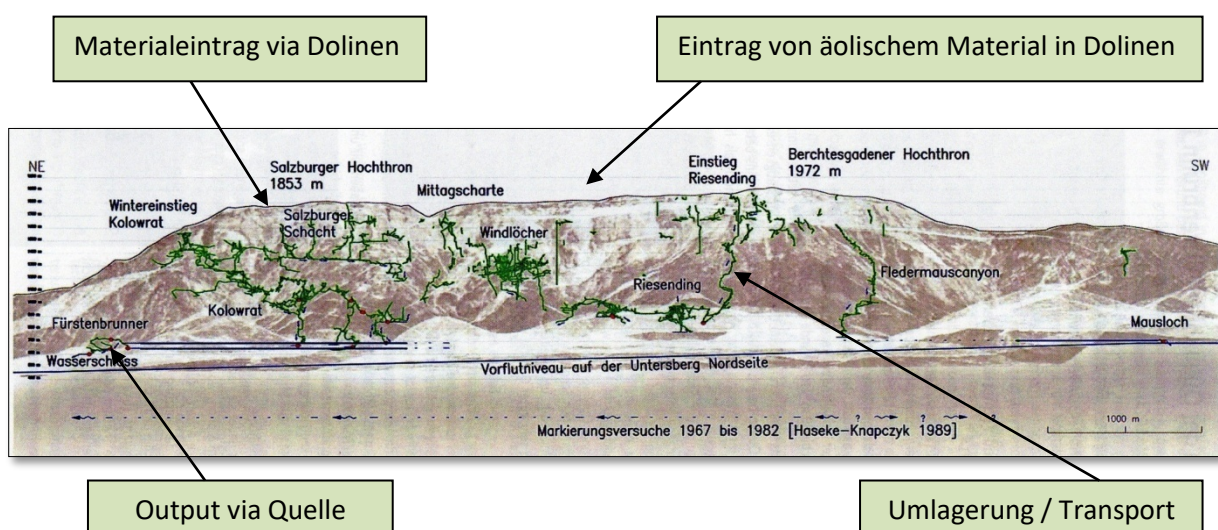 Materialeintrag via Dolinen
Eintrag von äolischem Material in Dolinen
NE
Salzburger Hochthron
1853 m
Mittagscharte
Einstieg
Riesending
Berchtesgadener Hochthron
1972 m
SW
Wintereinstieg
Kolowrat
Salzburger
Schacht
Windlöcher
Fledermauscanyon
Riesending
Kolowrat
Fürstenbrunner
Wasserschloss
Mausloch
Vorflutniveau auf der Untersberg Nordseite
? ? ? ?
1000 m
Markierungsversuche 1967 bis 1982 [Haseke-Knapczyk 1989]
Output via Quelle
Umlagerung / Transport